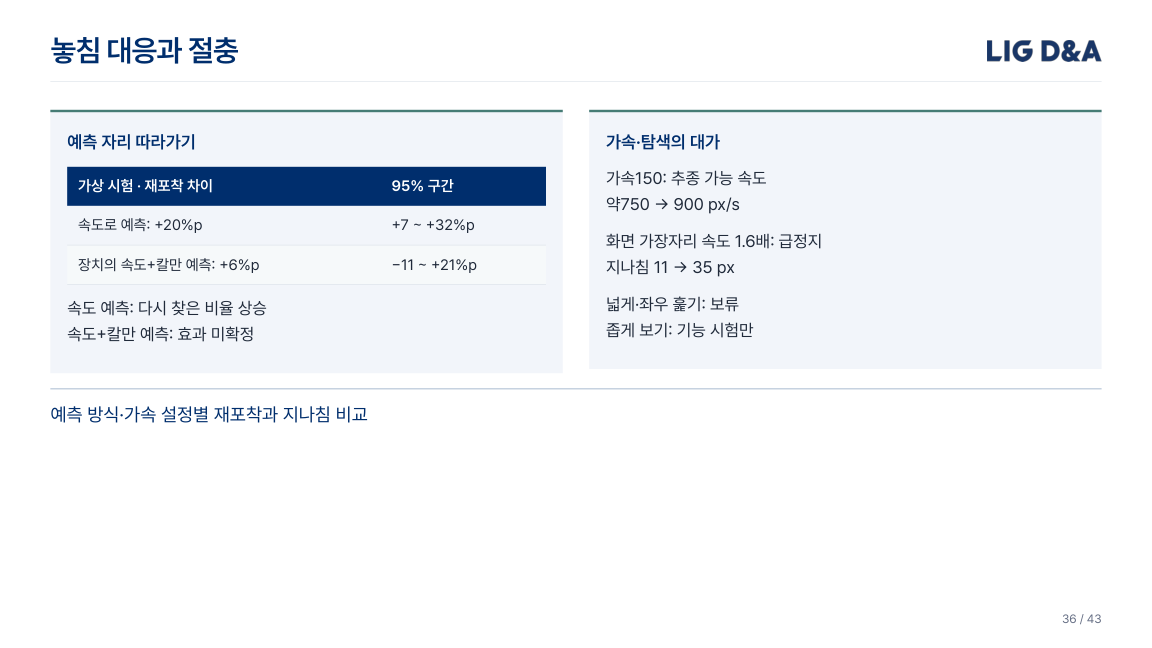 놓침 대응과 절충
LIG D&A
예측 자리 따라가기
가상 시험 · 재포착 차이 95% 구간
속도로 예측: +20%p +7 ~ +32%p
장치의 속도+칼만 예측: +6%p −11 ~ +21%p
속도 예측: 다시 찾은 비율 상승
속도+칼만 예측: 효과 미확정
가속·탐색의 대가
가속150: 추종 가능 속도
약750 → 900 px/s
화면 가장자리 속도 1.6배: 급정지
지나침 11 → 35 px
넓게·좌우 훑기: 보류
좁게 보기: 기능 시험만
예측 방식·가속 설정별 재포착과 지나침 비교
36 / 43